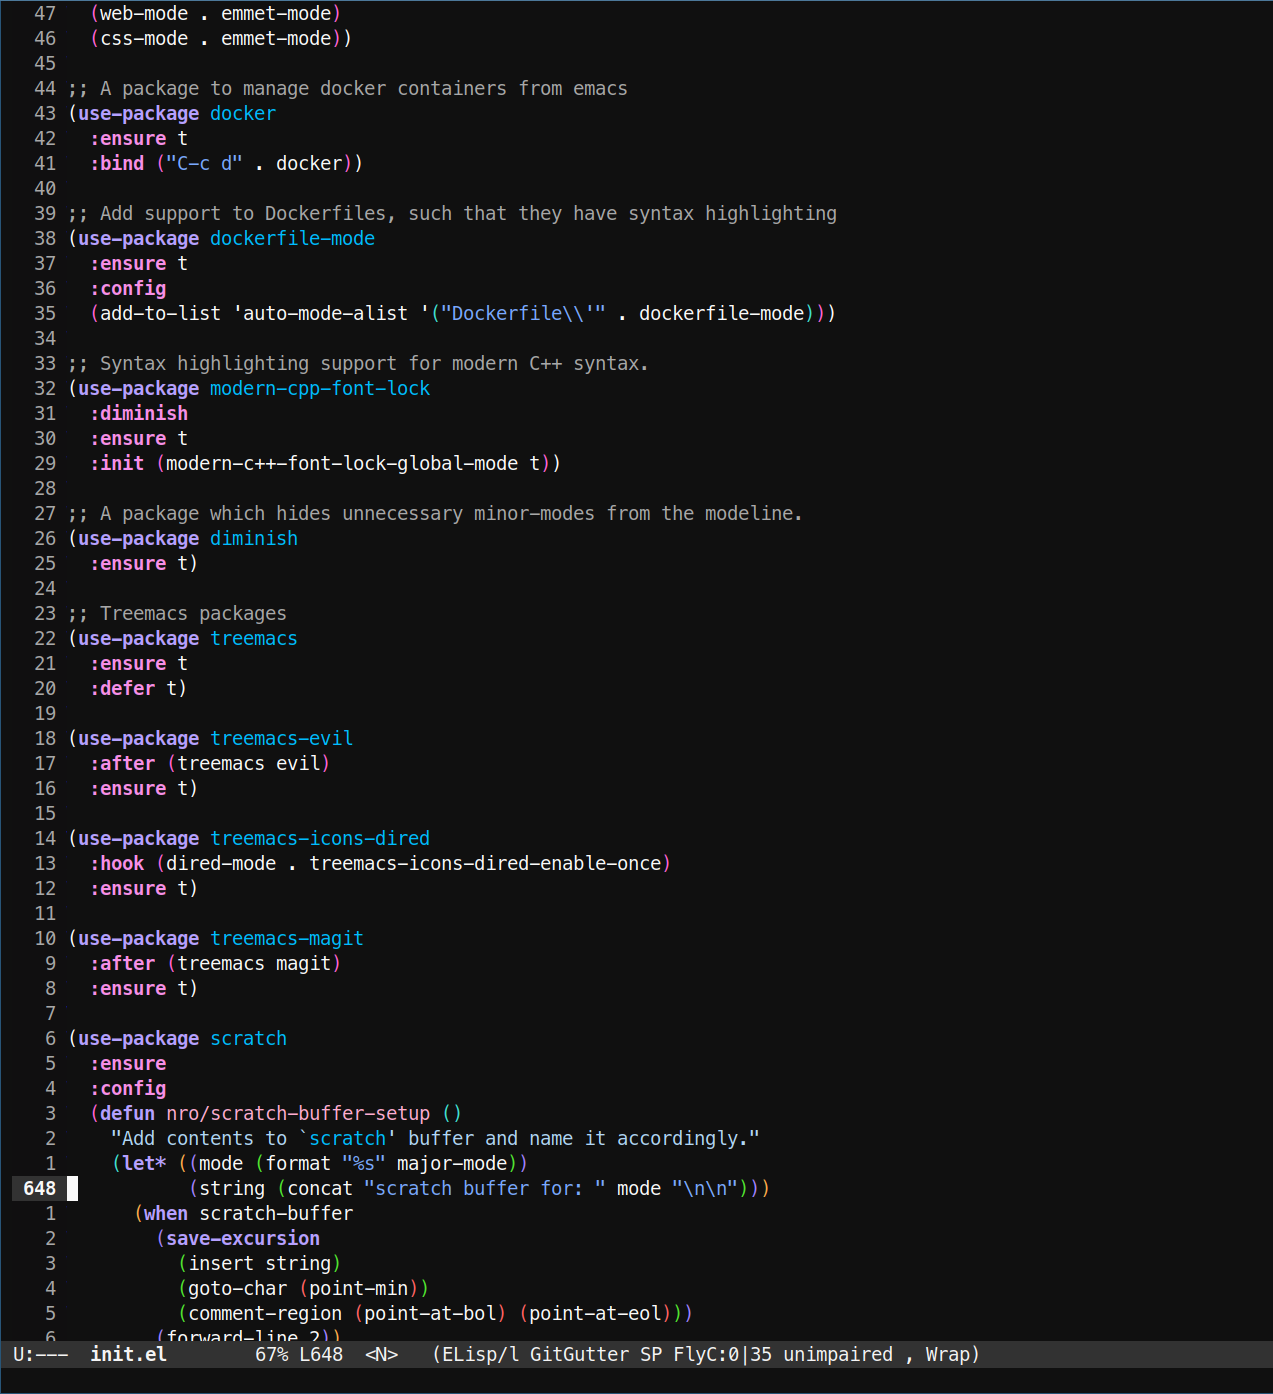 47   (web-mode . emmet-mode)
46   (css-mode . emmet-mode))
45
44 ;; A package to manage docker containers from emacs
43 (use-package docker
42   :ensure t
41   :bind ("C-c d" . docker))
40
39 ;; Add support to Dockerfiles, such that they have syntax highlighting
38 (use-package dockerfile-mode
37   :ensure t
36   :config
35   (add-to-list 'auto-mode-alist '("Dockerfile\\'" . dockerfile-mode)))
34
33 ;; Syntax highlighting support for modern C++ syntax.
32 (use-package modern-cpp-font-lock
31   :diminish
30   :ensure t
29   :init (modern-c++-font-lock-global-mode t))
28
27 ;; A package which hides unnecessary minor-modes from the modeline.
26 (use-package diminish
25   :ensure t)
24
23 ;; Treemacs packages
22 (use-package treemacs
21   :ensure t
20   :defer t)
19
18 (use-package treemacs-evil
17   :after (treemacs evil)
16   :ensure t)
15
14 (use-package treemacs-icons-dired
13   :hook (dired-mode . treemacs-icons-dired-enable-once)
12   :ensure t)
11
10 (use-package treemacs-magit
9   :after (treemacs magit)
8   :ensure t)
7
6 (use-package scratch
5   :ensure
4   :config
3   (defun nro/scratch-buffer-setup ()
2     "Add contents to `scratch' buffer and name it accordingly."
1     (let* ((mode (format "%s" major-mode))
648            (string (concat "scratch buffer for: " mode "\n\n")))
1       (when scratch-buffer
2         (save-excursion
3           (insert string)
4           (goto-char (point-min))
5           (comment-region (point-at-bol) (point-at-eol)))
6         (forward-line 2))
U:---  init.el        67% L648  <N>   (ELisp/l GitGutter SP FlyC:0|35 unimpaired , Wrap)